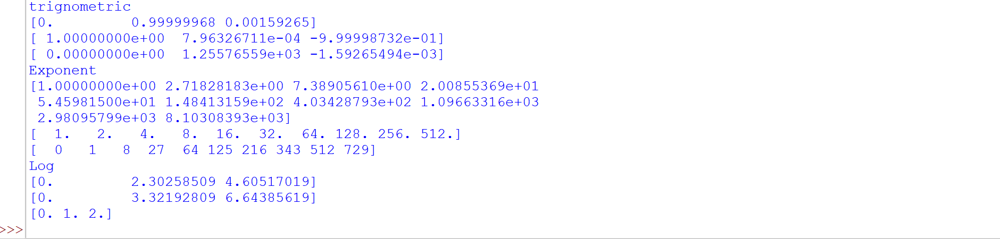 trignometric
[0.         0.99999968 0.00159265]
[ 1.00000000e+00  7.96326711e-04 -9.99998732e-01]
[ 0.00000000e+00  1.25576559e+03 -1.59265494e-03]
Exponent
[1.00000000e+00 2.71828183e+00 7.38905610e+00 2.00855369e+01
 5.45981500e+01 1.48413159e+02 4.03428793e+02 1.09663316e+03
 2.98095799e+03 8.10308393e+03]
[  1.   2.   4.   8.  16.  32.  64. 128. 256. 512.]
[  0   1   8  27  64 125 216 343 512 729]
Log
[0.         2.30258509 4.60517019]
[0.         3.32192809 6.64385619]
[0. 1. 2.]
>>>